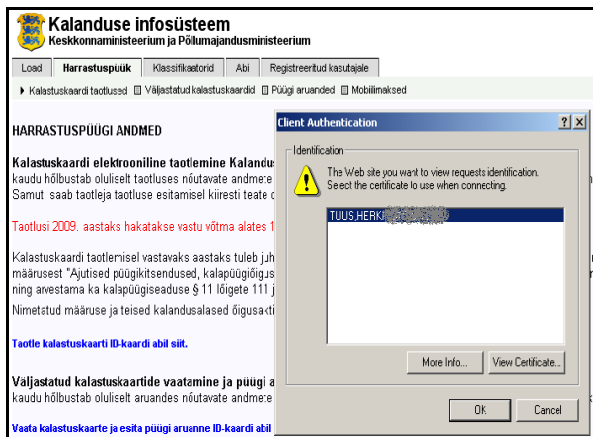 Kalanduse infosüsteem
Keskkonnaministeerium ja Põllumajandusministeerium
Load Harrastuspüük Klassifikaatorid Abi Registreeritud kasutajale
Kalastuskaardi taotlused Väljastatud kalastuskaardid Püügi aruanded Mobiilimaksed
HARRASTUSPÜÜGI ANDMED
Kalastuskaardi elektrooniline taotlemine Kalandu
kaudu hõlbustab oluliselt taotluses nõutavate andmete
Samut saab taotleja taotluse esitamisel kiiresti teate
Taotlusi 2009. aastaks hakatakse vastu võtma alates 1
Kalastuskaardi taotlemisel vastavaks aastaks tuleb juh
määrusest "Ajutised püügikitsendused, kalapüügiõigus
ning arvestama ka kalapüügiseaduse § 11 lõigete 111 j
Nimetatud määruse ja teised kalandusalased õigusakti
Taotle kalastuskaarti ID-kaardi abil siit.
Väljastatud kalastuskaartide vaatamine ja püügi a
kaudu hõlbustab oluliselt aruandes nõutavate andmete
Vaata kalastuskaarte ja esita püügi aruanne ID-kaardi abil
Client Authentication
Identification
The Web site you want to view requests identification.
Select the certificate to use when connecting.
TUUS,HERK
More Info... View Certificate...
OK Cancel